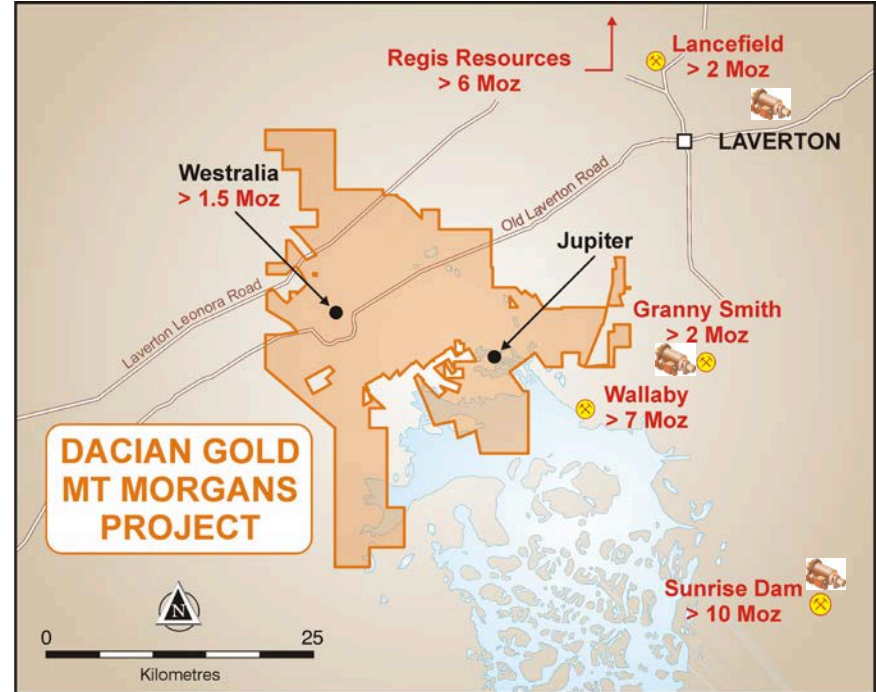 Regis Resources
> 6 Moz
Lancefield
> 2 Moz
LAVERTON
Westralia
> 1.5 Moz
Old Laverton Road
Jupiter
Laverton Leonora Road
Granny Smith
> 2 Moz
Wallaby
> 7 Moz
DACIAN GOLD
MT MORGANS
PROJECT
Sunrise Dam
> 10 Moz
N
0 25
Kilometres